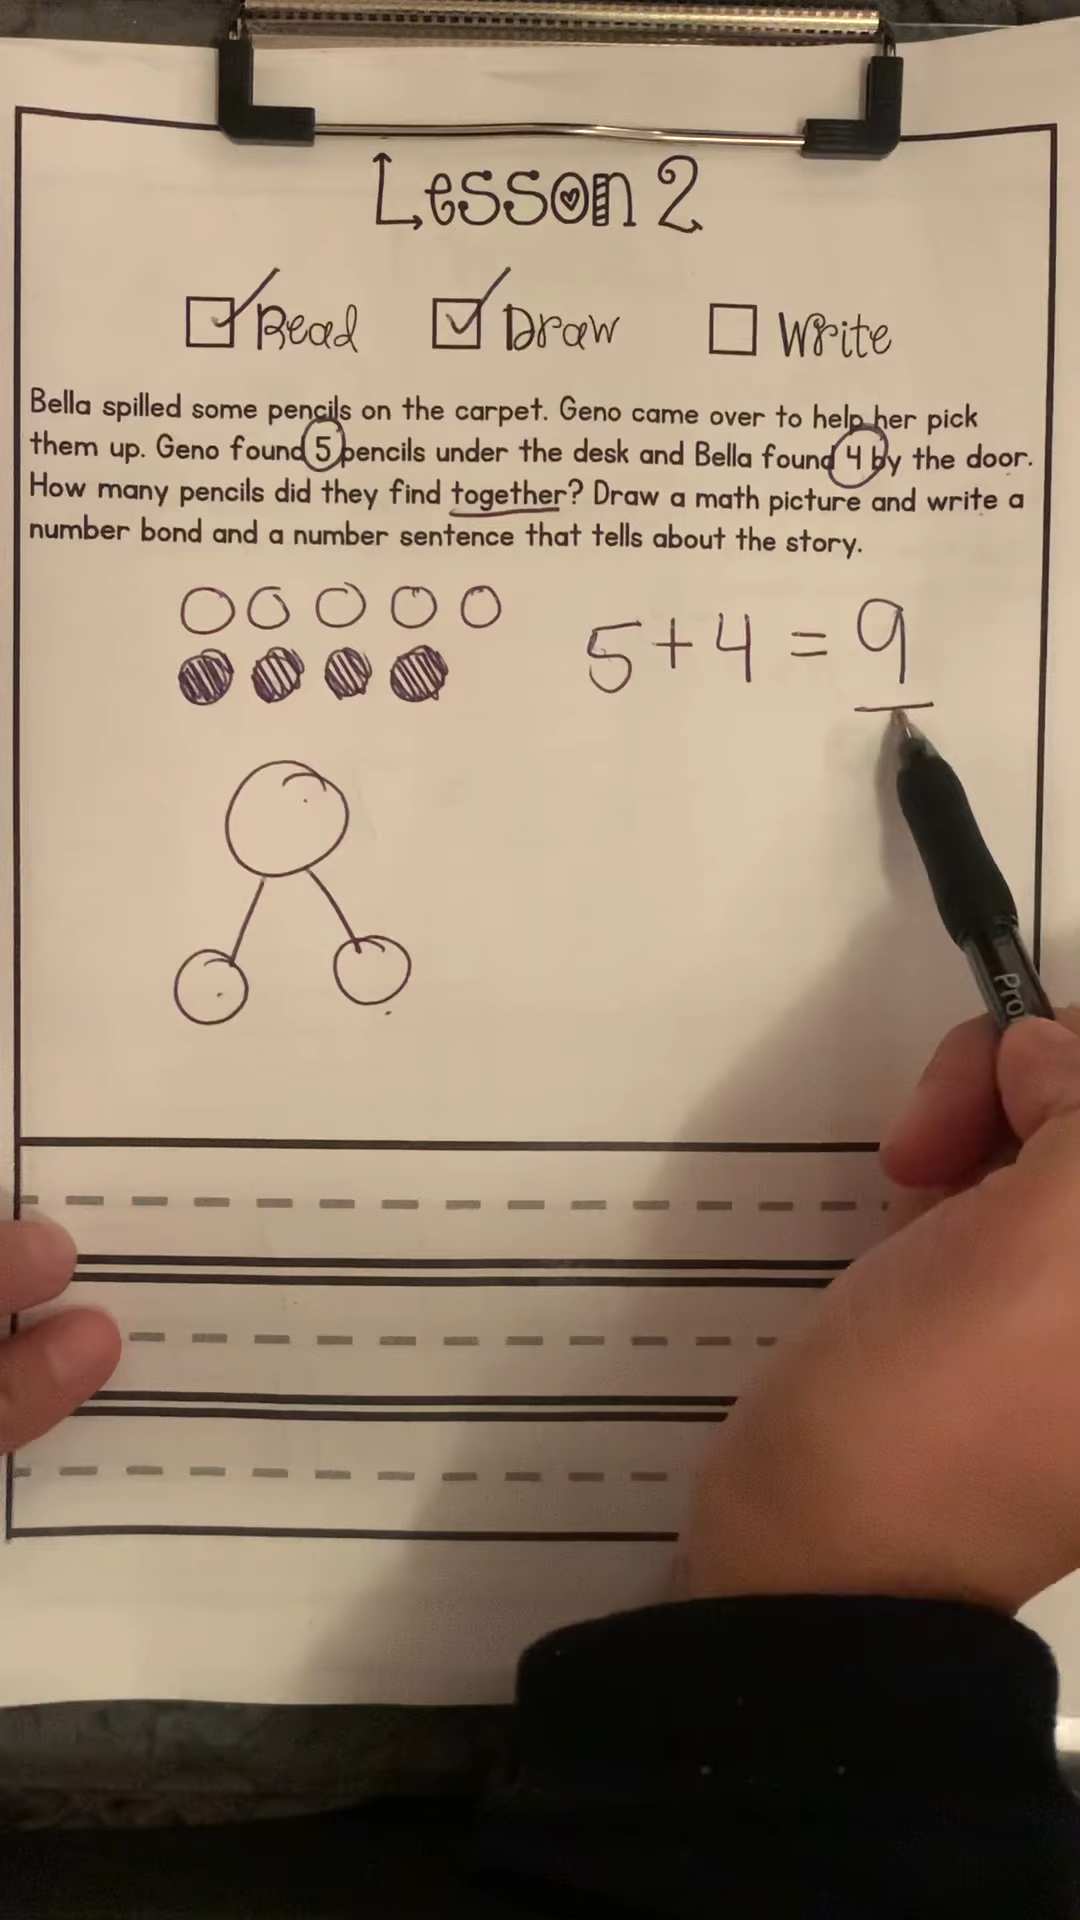 Lesson 2
Read Draw Write
Bella spilled some pencils on the carpet. Geno came over to help her pick
them up. Geno found 5 pencils under the desk and Bella found 4 by the door.
How many pencils did they find together? Draw a math picture and write a
number bond and a number sentence that tells about the story.
5 + 4 = 9